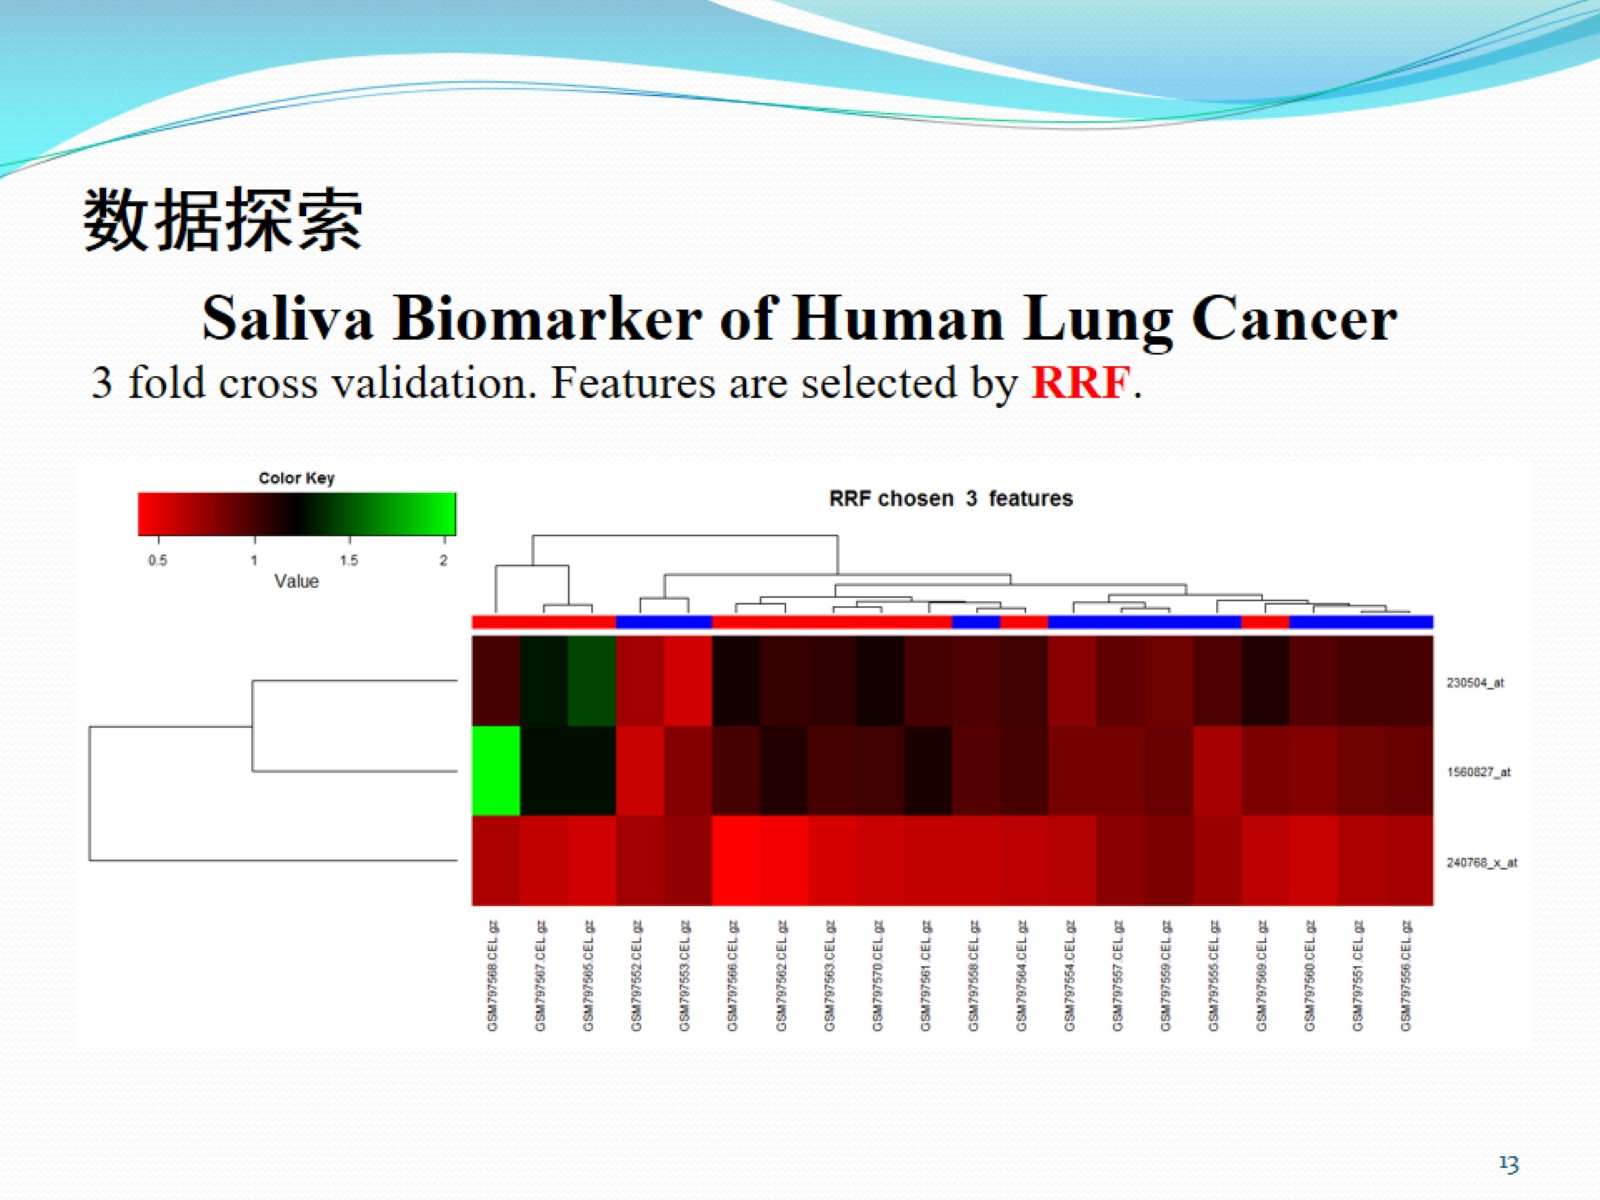 数据探索
Saliva Biomarker of Human Lung Cancer
3 fold cross validation. Features are selected by RRF.
Color Key
0.5 1 1.5 2
Value
RRF chosen 3 features
230504_at
1560827_at
240768_x_at
GSM797568.CEL.gz
GSM797567.CEL.gz
GSM797565.CEL.gz
GSM797552.CEL.gz
GSM797553.CEL.gz
GSM797566.CEL.gz
GSM797562.CEL.gz
GSM797563.CEL.gz
GSM797570.CEL.gz
GSM797561.CEL.gz
GSM797558.CEL.gz
GSM797564.CEL.gz
GSM797554.CEL.gz
GSM797557.CEL.gz
GSM797559.CEL.gz
GSM797555.CEL.gz
GSM797569.CEL.gz
GSM797560.CEL.gz
GSM797551.CEL.gz
GSM797556.CEL.gz
13